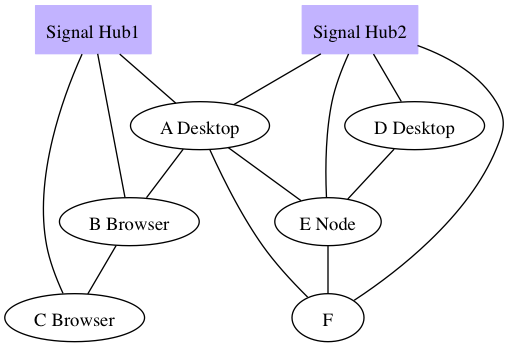 Signal Hub1
Signal Hub2
A Desktop
D Desktop
B Browser
E Node
C Browser
F